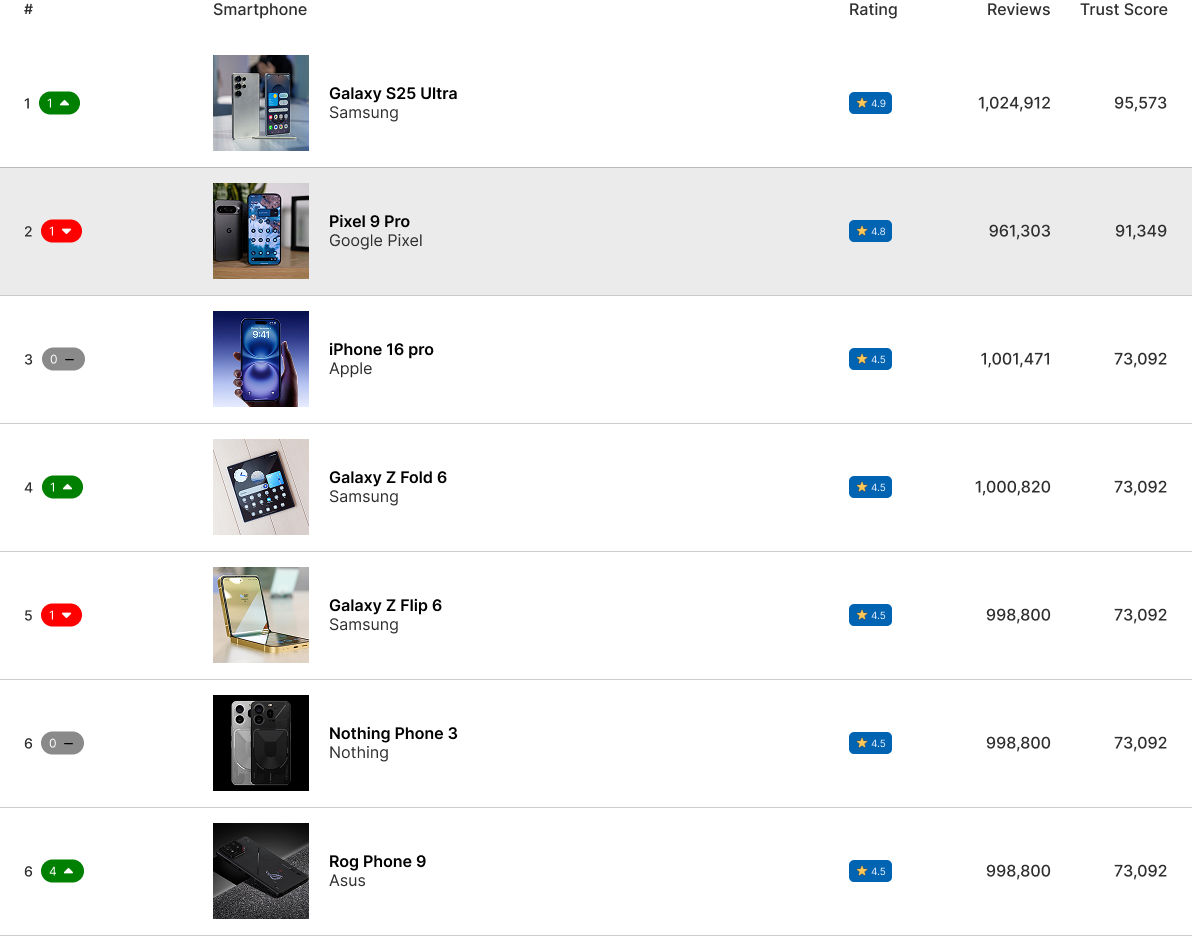 # Smartphone Rating Reviews Trust Score
1 1 Galaxy S25 Ultra
Samsung 4.9 1,024,912 95,573
2 1 Pixel 9 Pro
Google Pixel 4.8 961,303 91,349
9:41
3 0 iPhone 16 pro
Apple 4.5 1,001,471 73,092
4 1 Galaxy Z Fold 6
Samsung 4.5 1,000,820 73,092
5 1 Galaxy Z Flip 6
Samsung 4.5 998,800 73,092
6 0 Nothing Phone 3
Nothing 4.5 998,800 73,092
6 4 Rog Phone 9
Asus 4.5 998,800 73,092